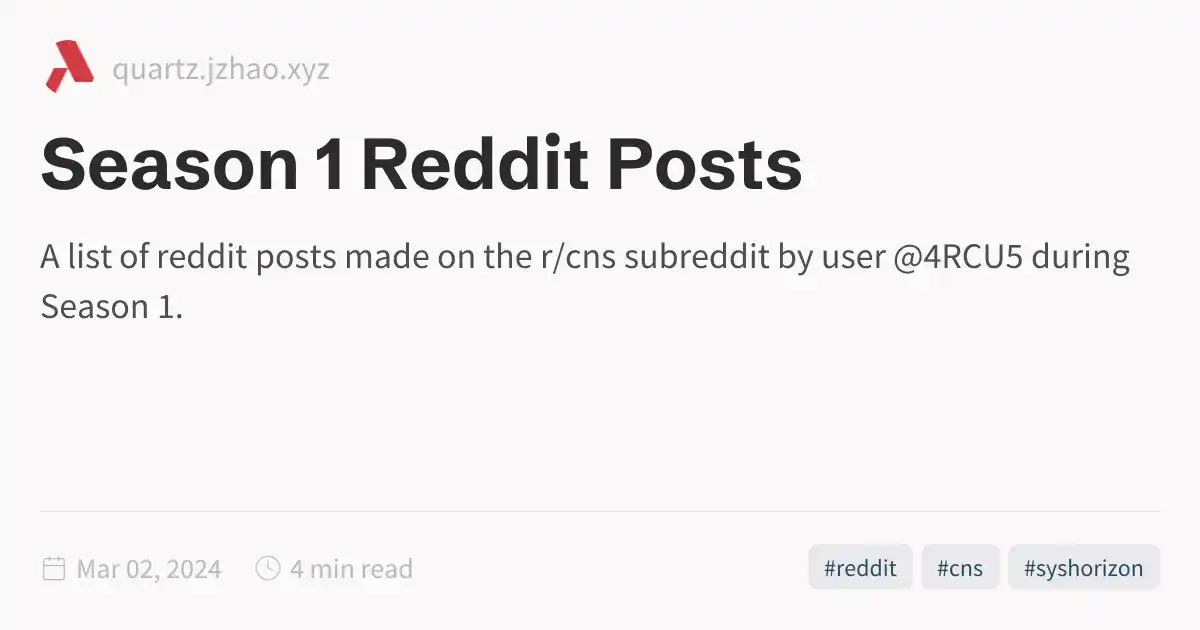 quartz.jzhao.xyz
Season 1 Reddit Posts
A list of reddit posts made on the r/cns subreddit by user @4RCU5 during
Season 1.
Mar 02, 2024 4 min read #reddit #cns #syshorizon